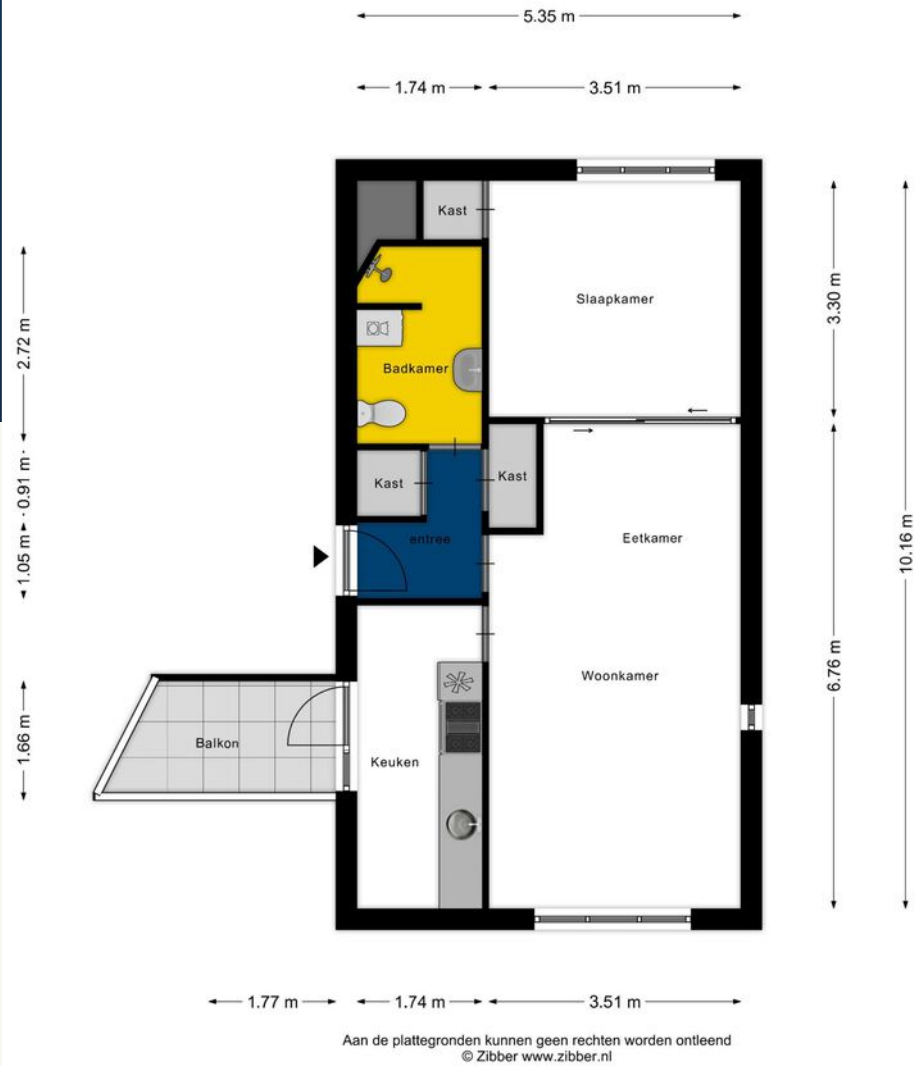 5.35 m
1.74 m
3.51 m
Kast
Slaapkamer
3.30 m
2.72 m
Badkamer
Kast
Kast
0.91 m
entree
Eetkamer
1.05 m
10.16 m
Woonkamer
6.76 m
Balkon
1.66 m
Keuken
1.77 m
1.74 m
3.51 m
Aan de plattegronden kunnen geen rechten worden ontleend
© Zibber www.zibber.nl